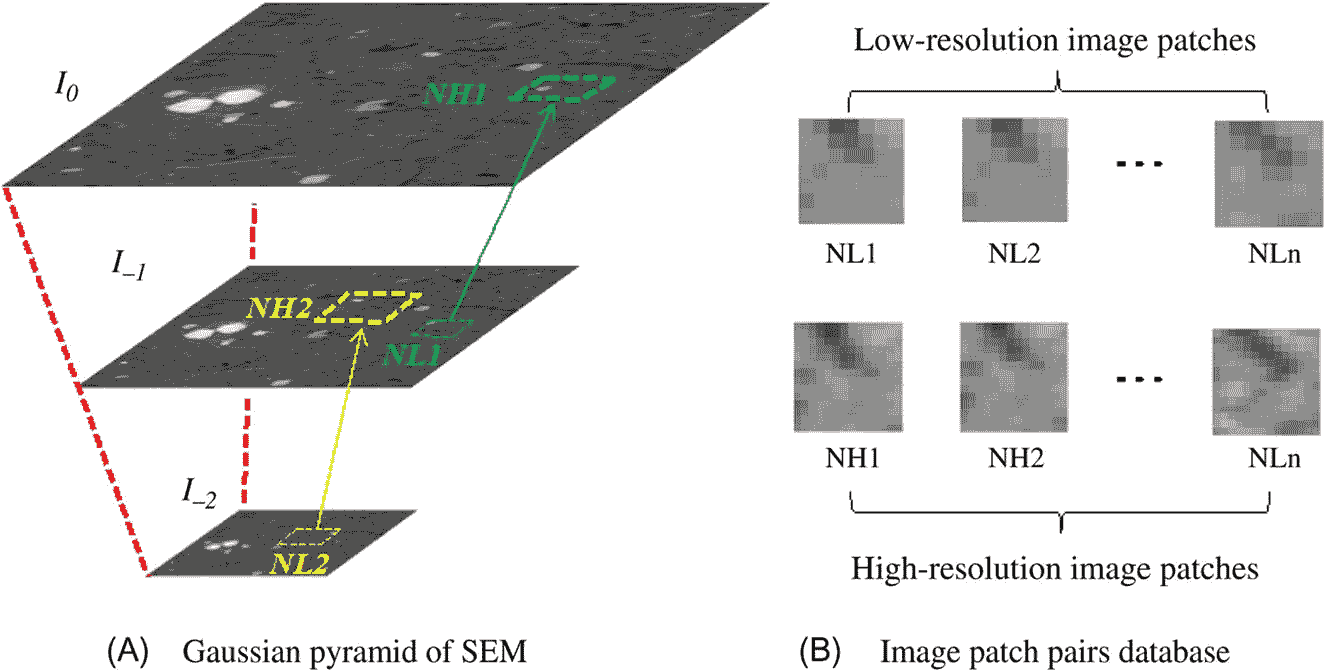 I0
NH1
I–1
NH2
NL1
I–2
NL2
(A) Gaussian pyramid of SEM
Low-resolution image patches
NL1 NL2 NLn
NH1 NH2 NLn
High-resolution image patches
(B) Image patch pairs database